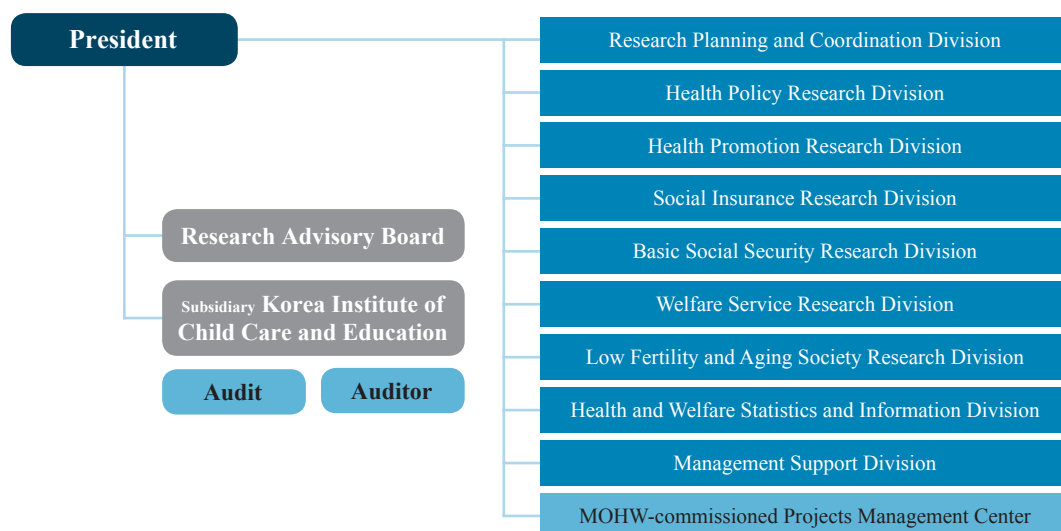 President
Research Advisory Board
Subsidiary Korea Institute of
Child Care and Education
Audit
Auditor
Research Planning and Coordination Division
Health Policy Research Division
Health Promotion Research Division
Social Insurance Research Division
Basic Social Security Research Division
Welfare Service Research Division
Low Fertility and Aging Society Research Division
Health and Welfare Statistics and Information Division
Management Support Division
MOHW-commissioned Projects Management Center